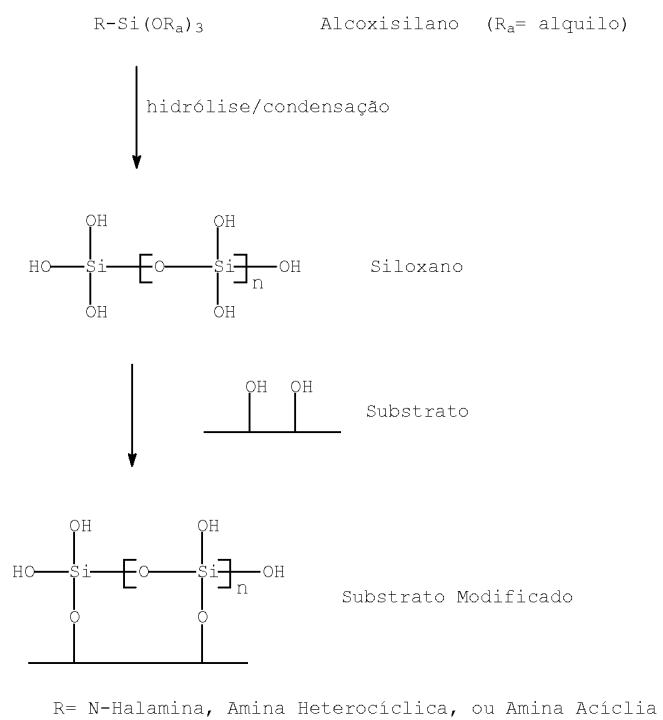 R-Si(ORa)3 Alcoxisilano (Ra= alquilo)
hidrólise/condensação
OH OH
HO Si O Si OH Siloxano
n
OH OH
OH OH
Substrato
OH OH
HO Si O Si OH
n
Substrato Modificado
O O
R= N-Halamina, Amina Heterocíclica, ou Amina Acíclia